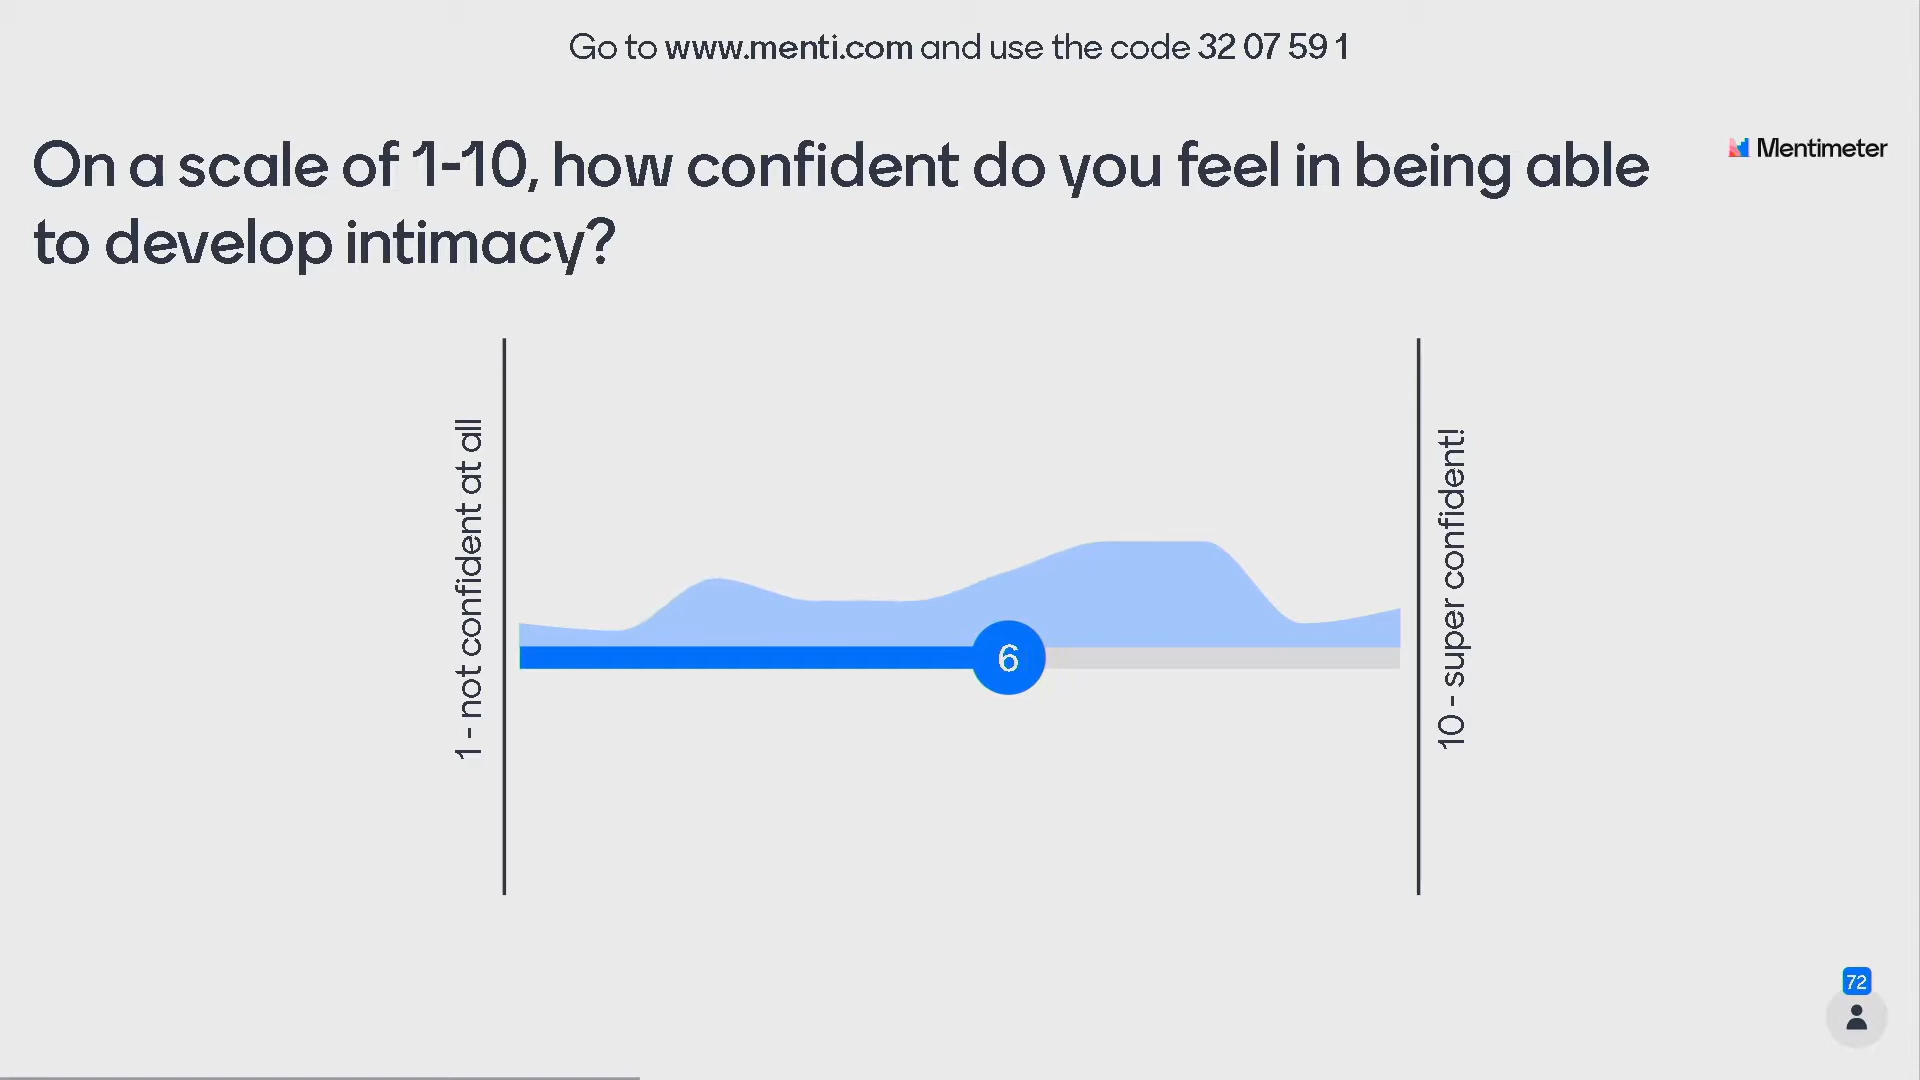 Go to www.menti.com and use the code 32 07 59 1
On a scale of 1-10, how confident do you feel in being able
to develop intimacy?
Mentimeter
1 - not confident at all
10 - super confident!
6
72